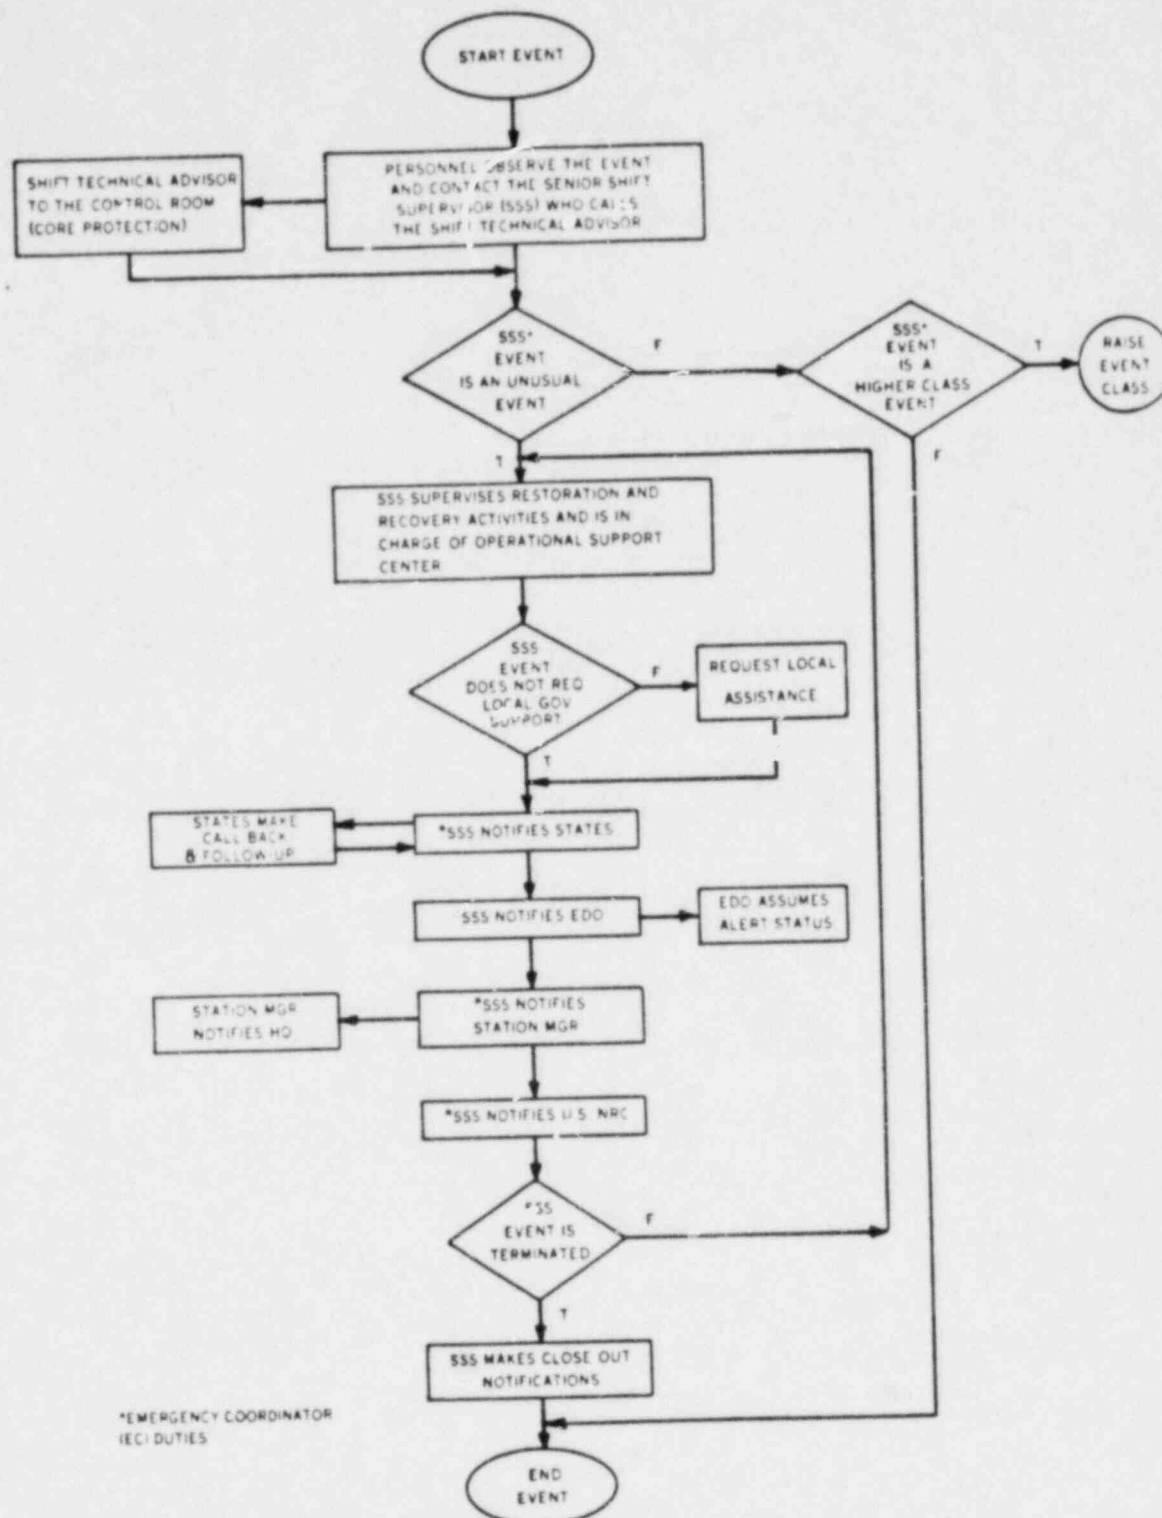 START EVENT
PERSONNEL OBSERVE THE EVENT
AND CONTACT THE SENIOR SHIFT
SUPERVISOR (SSS) WHO CALLS
THE SHIFT TECHNICAL ADVISOR
SHIFT TECHNICAL ADVISOR
TO THE CONTROL ROOM
(CORE PROTECTION)
SSS*
EVENT
IS AN UNUSUAL
EVENT
F
SSS*
EVENT
IS A
HIGHER CLASS
EVENT
T
RAISE
EVENT
CLASS
T
F
SSS SUPERVISES RESTORATION AND
RECOVERY ACTIVITIES AND IS IN
CHARGE OF OPERATIONAL SUPPORT
CENTER
SSS
EVENT
DOES NOT REQ
LOCAL GOV
SUPPORT
F
REQUEST LOCAL
ASSISTANCE
T
STATES MAKE
CALL BACK
& FOLLOW-UP
*SSS NOTIFIES STATES
SSS NOTIFIES EDO
EDO ASSUMES
ALERT STATUS
STATION MGR
NOTIFIES HQ
*SSS NOTIFIES
STATION MGR
*SSS NOTIFIES U.S. NRC
*SS
EVENT IS
TERMINATED
F
T
SSS MAKES CLOSE OUT
NOTIFICATIONS
*EMERGENCY COORDINATOR
(EC) DUTIES
END
EVENT